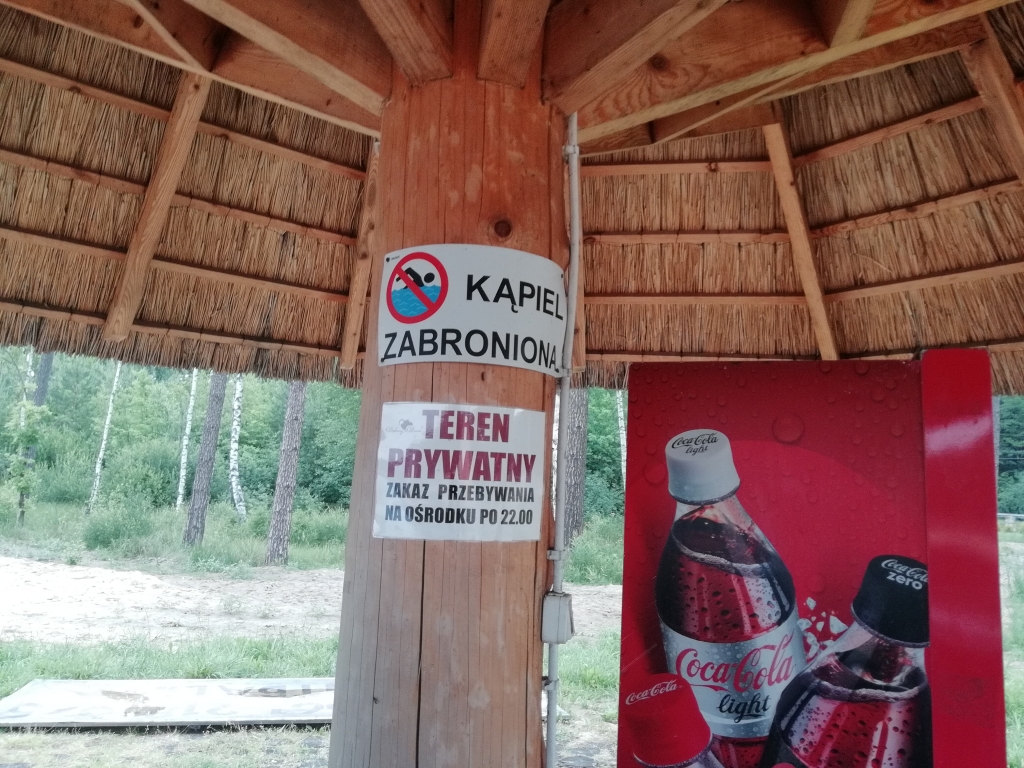 KĄPIEL
ZABRONIONA
TEREN
PRYWATNY
ZAKAZ PRZEBYWANIA
NA OŚRODKU PO 22.00
Coca-Cola
light
Coca-Cola
zero
Coca-Cola
light
Coca-Cola